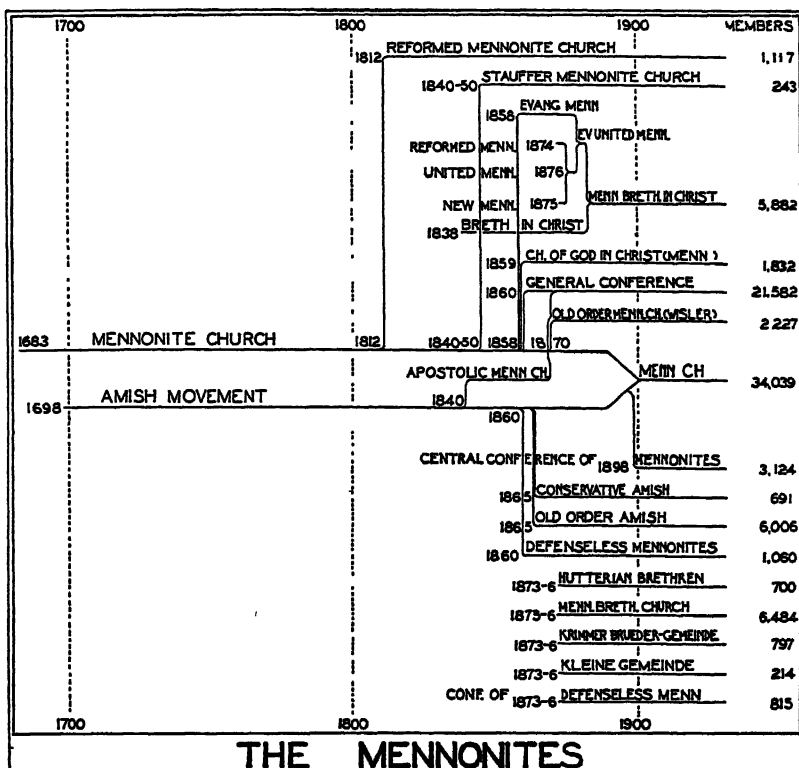 1700 1800 1900 MEMBERS
REFORMED MENNONITE CHURCH
1812 1,117
STAUFFER MENNONITE CHURCH
1840-50 243
EVANG MENN
1858
EV UNITED MENN.
REFORMED MENN. 1874
UNITED MENN. 1876
MENN BRETH. IN CHRIST
NEW MENN. 1875 5,882
BRETH IN CHRIST
1838
CH. OF GOD IN CHRIST (MENN)
1859 1,832
GENERAL CONFERENCE
1860 21.582
OLD ORDER MENN. CH. (WISLER)
2 227
1683 MENNONITE CHURCH 1812 1840-50 1858 18 70
APOSTOLIC MENN CH. MENN CH
34,039
AMISH MOVEMENT 1840
1698 1860
CENTRAL CONFERENCE OF 1898 MENNONITES
3,124
CONSERVATIVE AMISH
1865 691
OLD ORDER AMISH
1865 6,006
DEFENSELESS MENNONITES
1860 1,060
HUTTERIAN BRETHREN
1873-6 700
MENN. BRETH. CHURCH
1873-6 6,484
KRIMMER BRUEDER-GEMEINDE
1873-6 797
KLEINE GEMEINDE
1873-6 214
CONF. OF 1873-6 DEFENSELESS MENN
815
1700 1800 1900
THE MENNONITES